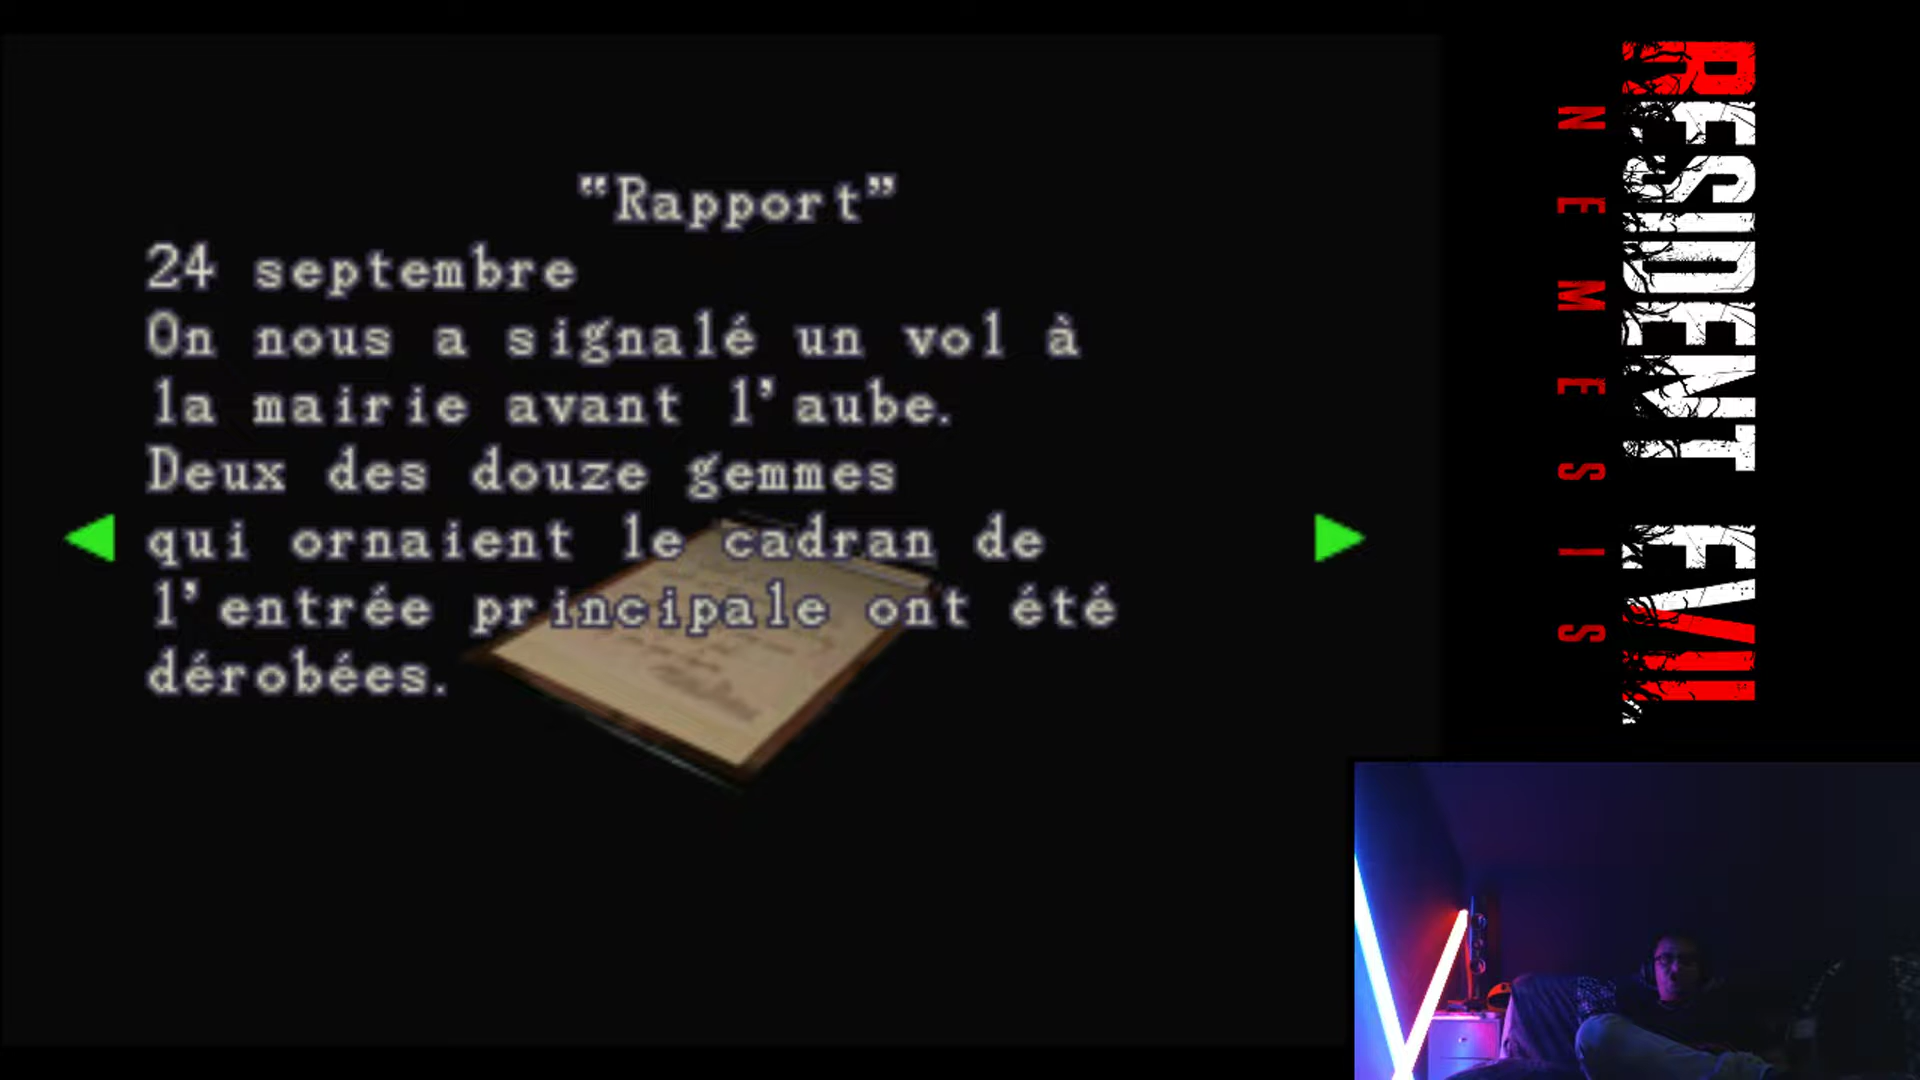 "Rapport"
24 septembre
On nous a signalé un vol à
la mairie avant l'aube.
Deux des douze gemmes
qui ornaient le cadran de
l'entrée principale ont été
dérobées.
RESIDENT EVIL
NEMESIS